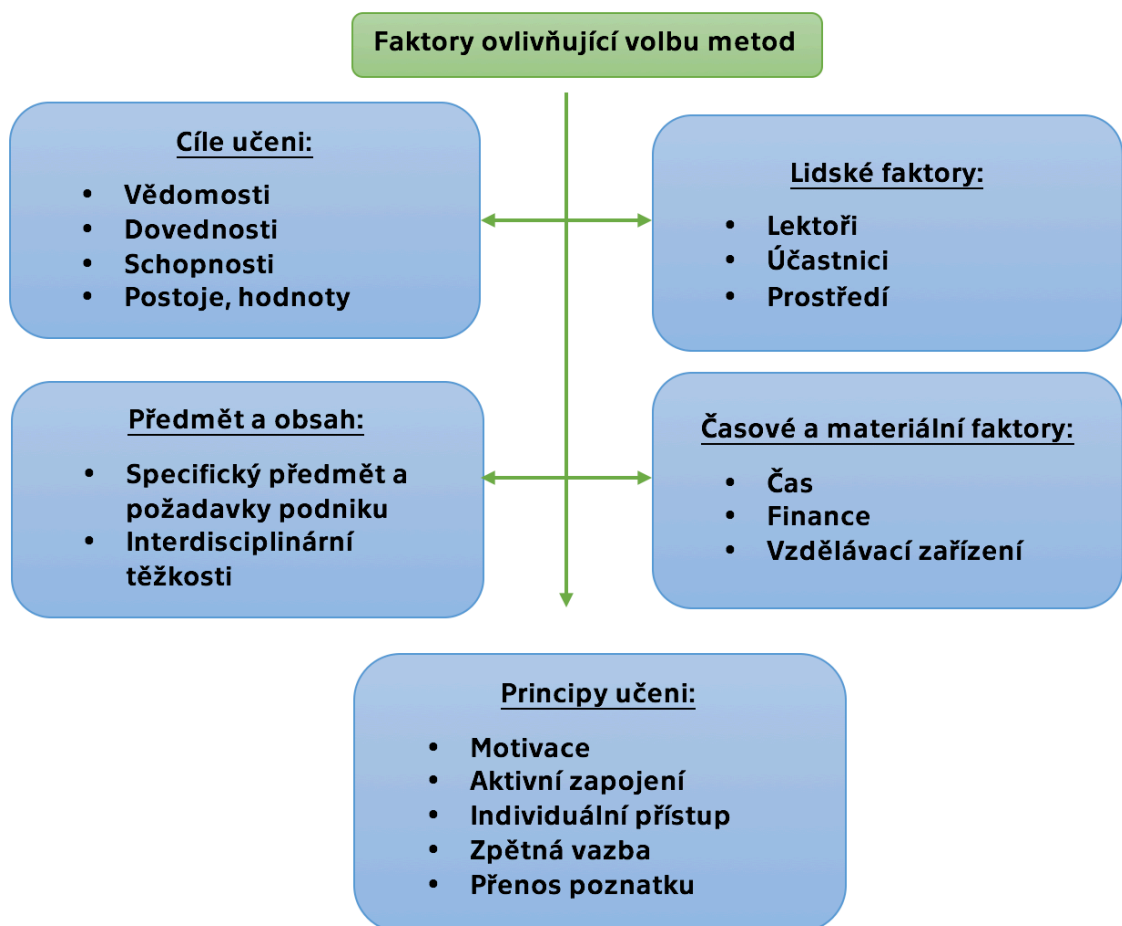 Faktory ovlivňující volbu metod
Cíle učeni:
• Vědomosti
• Dovednosti
• Schopnosti
• Postoje, hodnoty
Lidské faktory:
• Lektoři
• Účastnici
• Prostředí
Předmět a obsah:
• Specifický předmět a
požadavky podniku
• Interdisciplinární
těžkosti
Časové a materiální faktory:
• Čas
• Finance
• Vzdělávací zařízení
Principy učeni:
• Motivace
• Aktivní zapojení
• Individuální přístup
• Zpětná vazba
• Přenos poznatku